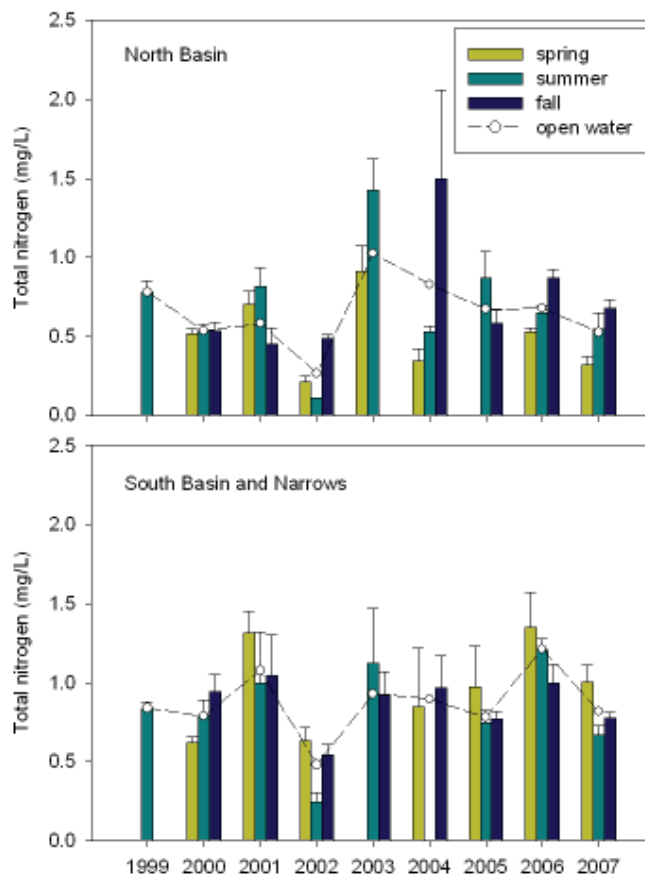 2.5
North Basin
spring
summer
fall
open water
2.0
1.5
1.0
0.5
0.0
Total nitrogen (mg/L)
2.5
South Basin and Narrows
2.0
1.5
1.0
0.5
0.0
Total nitrogen (mg/L)
1999 2000 2001 2002 2003 2004 2005 2006 2007